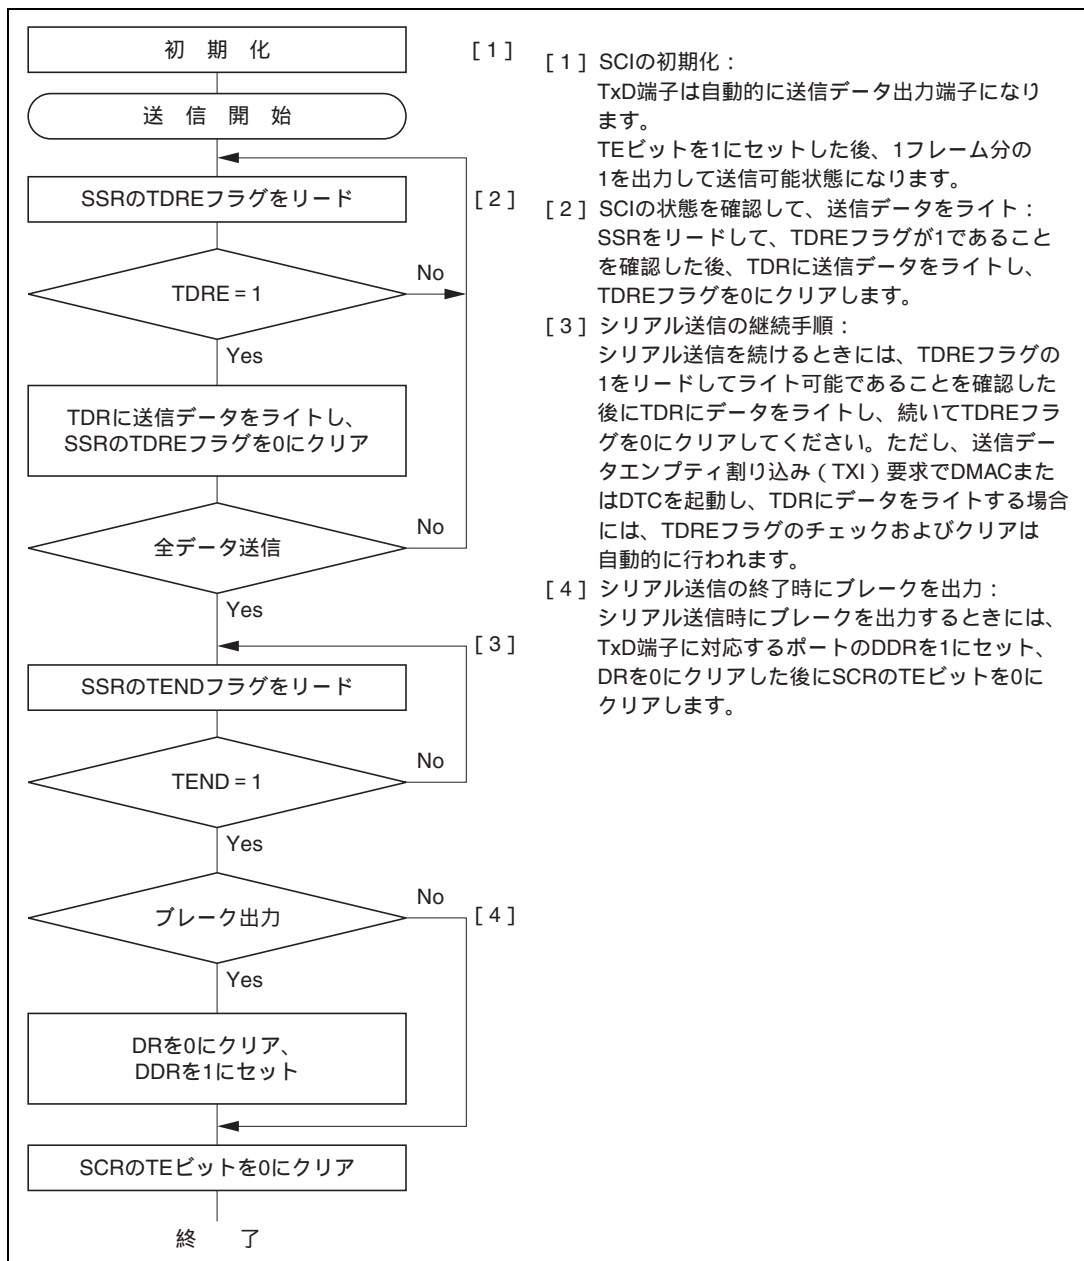 初 期 化
[ 1 ]
送 信 開 始
SSRのTDREフラグをリード
[ 2 ]
TDRE = 1
No
Yes
TDRに送信データをライトし、
SSRのTDREフラグを0にクリア
全データ送信
No
Yes
[ 3 ]
SSRのTENDフラグをリード
TEND = 1
No
Yes
ブレーク出力
No
[ 4 ]
Yes
DRを0にクリア、
DDRを1にセット
SCRのTEビットを0にクリア
終 了
[ 1 ] SCIの初期化：
TxD端子は自動的に送信データ出力端子になり
ます。
TEビットを1にセットした後、1フレーム分の
1を出力して送信可能状態になります。
[ 2 ] SCIの状態を確認して、送信データをライト：
SSRをリードして、TDREフラグが1であること
を確認した後、TDRに送信データをライトし、
TDREフラグを0にクリアします。
[ 3 ] シリアル送信の継続手順：
シリアル送信を続けるときには、TDREフラグの
1をリードしてライト可能であることを確認した
後にTDRにデータをライトし、続いてTDREフラ
グを0にクリアしてください。ただし、送信デー
タエンプティ割り込み（TXI）要求でDMACまた
はDTCを起動し、TDRにデータをライトする場合
には、TDREフラグのチェックおよびクリアは
自動的に行われます。
[ 4 ] シリアル送信の終了時にブレークを出力：
シリアル送信時にブレークを出力するときには、
TxD端子に対応するポートのDDRを1にセット、
DRを0にクリアした後にSCRのTEビットを0に
クリアします。